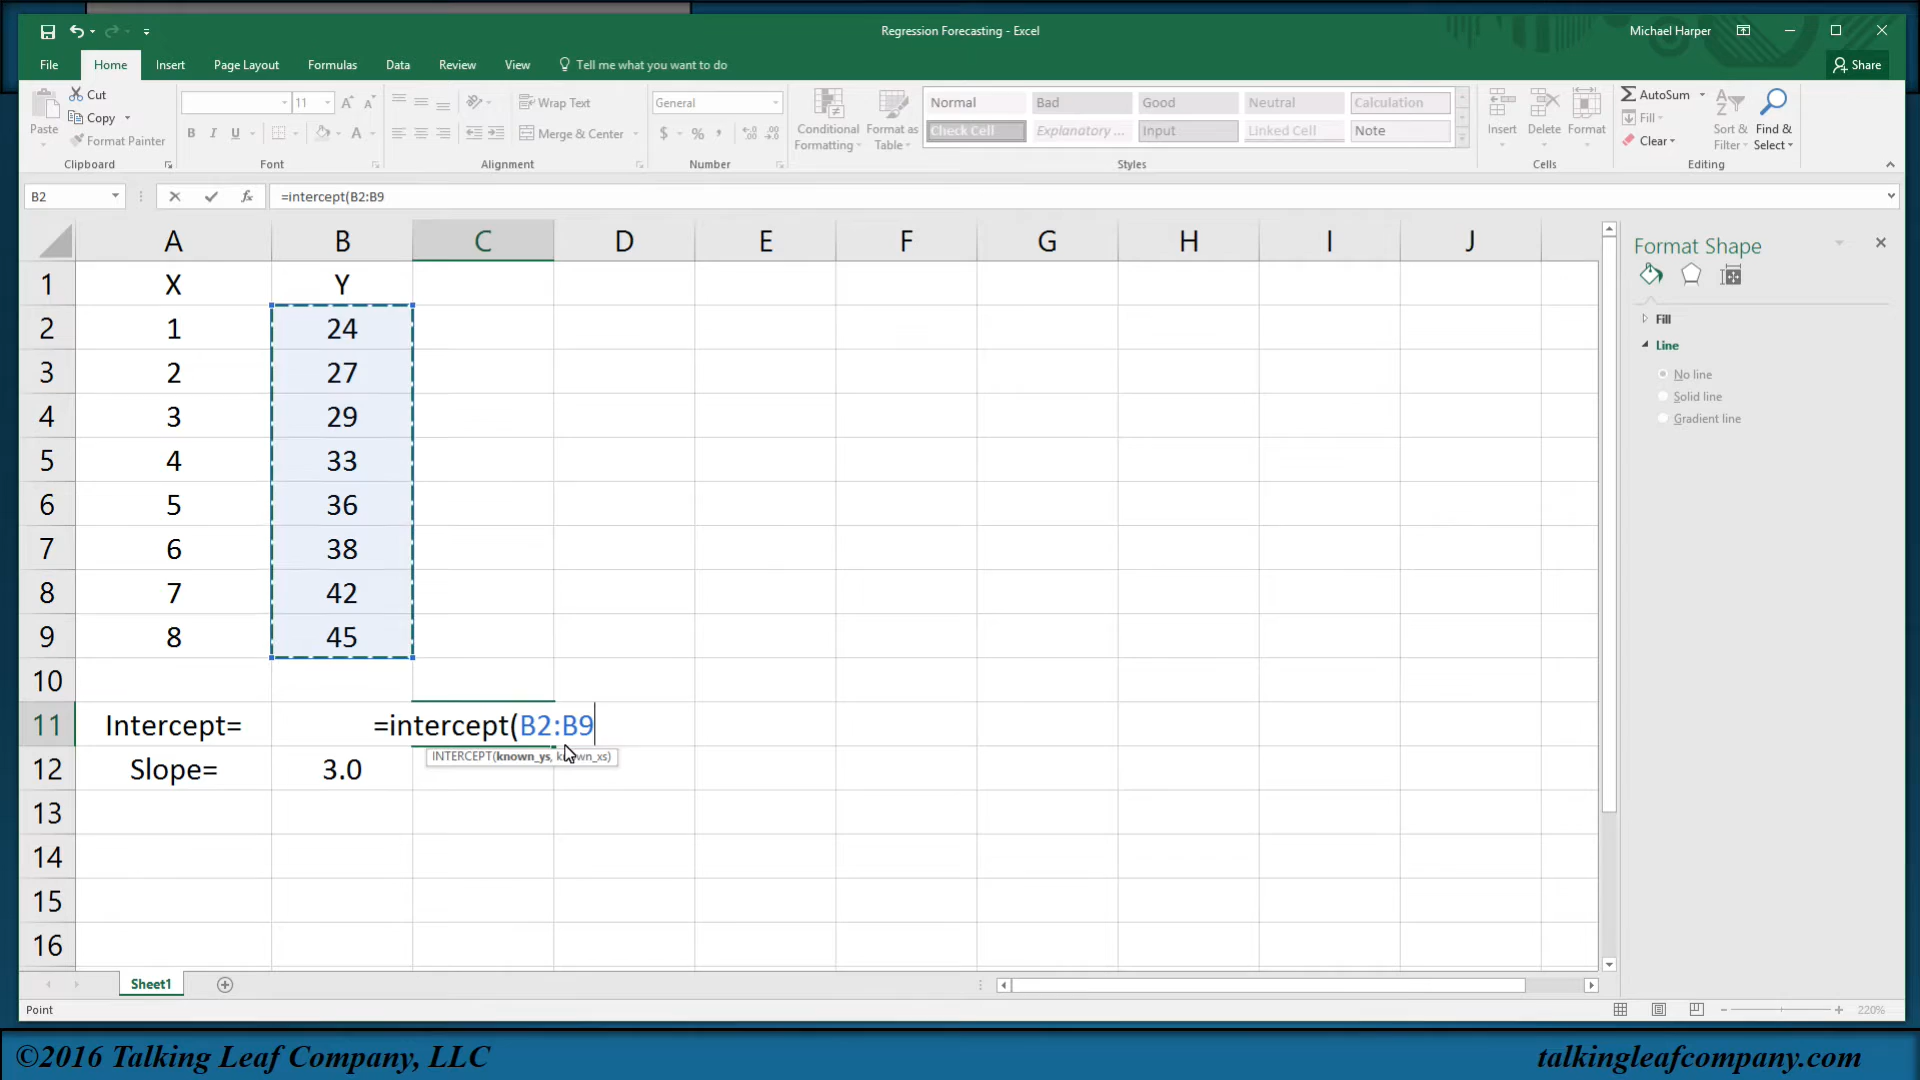 Regression Forecasting - Excel
Michael Harper
File Home Insert Page Layout Formulas Data Review View Tell me what you want to do
Share
Paste
Cut
Copy
Format Painter
Clipboard
11
B I U
Font
Wrap Text
Merge & Center
Alignment
General
$ % ,
Number
Conditional Formatting
Format as Table
Normal Bad Good Neutral Calculation
Check Cell Explanatory ... Input Linked Cell Note
Styles
Insert Delete Format
Cells
AutoSum
Fill
Clear
Sort & Filter
Find & Select
Editing
B2
fx
=intercept(B2:B9
A B C D E F G H I J
1 X Y
2 1 24
3 2 27
4 3 29
5 4 33
6 5 36
7 6 38
8 7 42
9 8 45
10
11 Intercept= =intercept(B2:B9
INTERCEPT(known_ys, known_xs)
12 Slope= 3.0
13
14
15
16
Format Shape
Fill
Line
No line
Solid line
Gradient line
Sheet1
Point
220%
©2016 Talking Leaf Company, LLC
talkingleafcompany.com